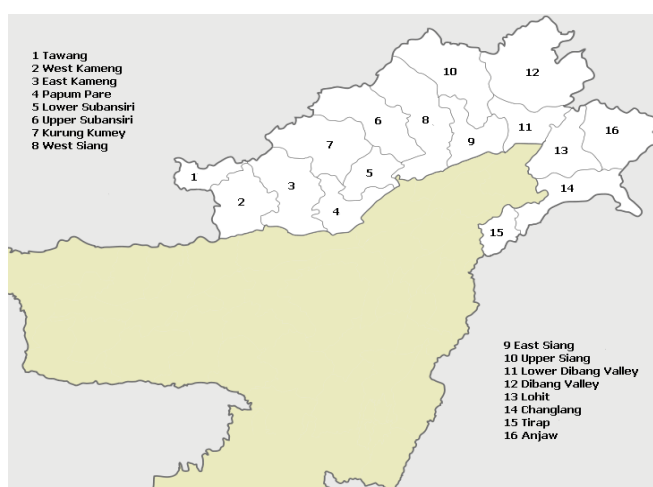 1 Tawang
2 West Kameng
3 East Kameng
4 Papum Pare
5 Lower Subansiri
6 Upper Subansiri
7 Kurung Kumey
8 West Siang
10
12
6
8
11
16
7
9
13
5
1
3
14
2
4
15
9 East Siang
10 Upper Siang
11 Lower Dibang Valley
12 Dibang Valley
13 Lohit
14 Changlang
15 Tirap
16 Anjaw